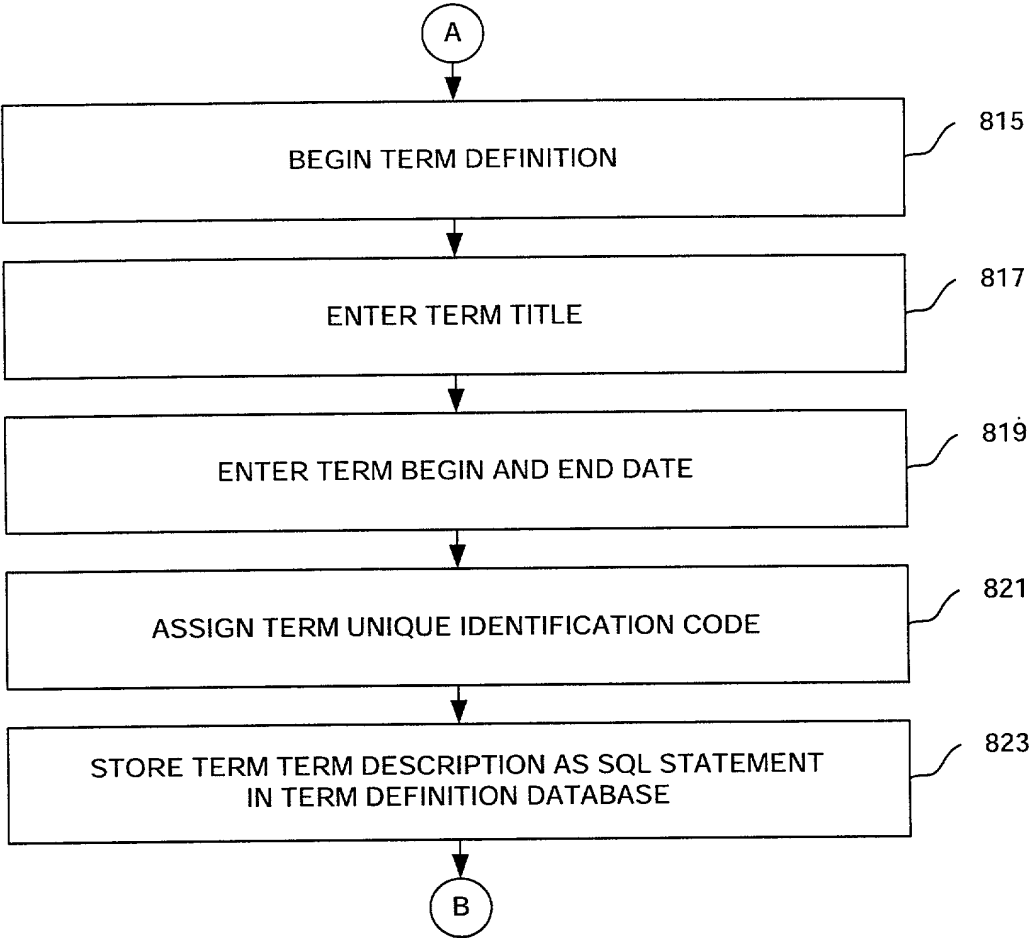 A
BEGIN TERM DEFINITION
815
ENTER TERM TITLE
817
ENTER TERM BEGIN AND END DATE
819
ASSIGN TERM UNIQUE IDENTIFICATION CODE
821
STORE TERM TERM DESCRIPTION AS SQL STATEMENT
IN TERM DEFINITION DATABASE
823
B